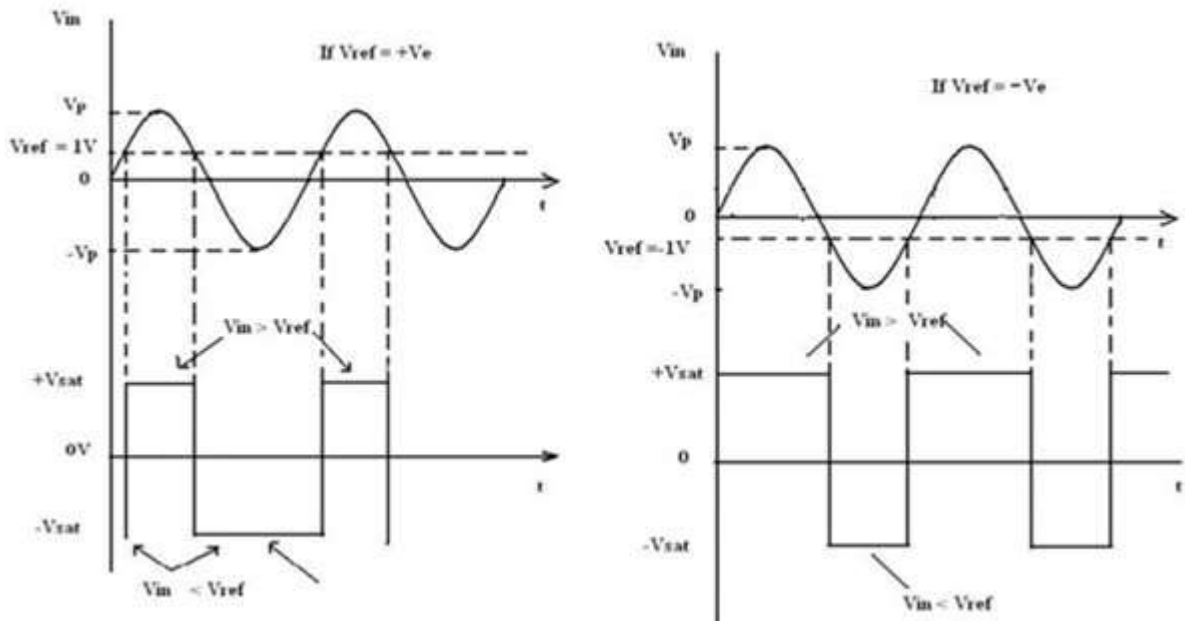 Vin
If Vref = +Ve
Vp
Vref = 1V
0
t
-Vp
Vin > Vref
+Vsat
0V
t
-Vsat
Vin < Vref
Vin
If Vref = -Ve
Vp
0
t
Vref =-1V
-Vp
Vin > Vref
+Vsat
0
t
-Vsat
Vin < Vref